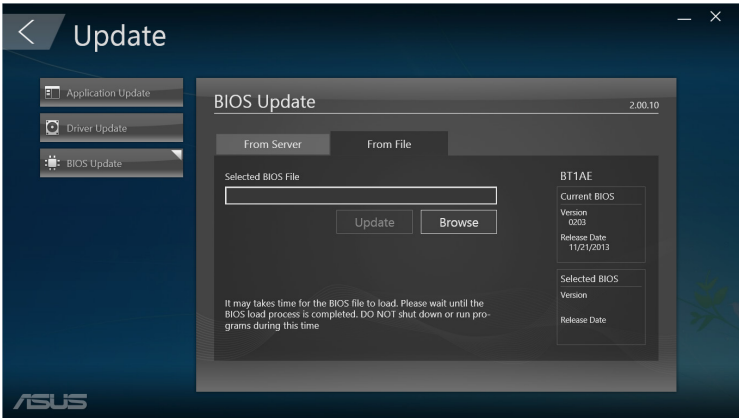 Update
Application Update
Driver Update
BIOS Update
BIOS Update
2.00.10
From Server
From File
Selected BIOS File
Update
Browse
It may takes time for the BIOS file to load. Please wait until the
BIOS load process is completed. DO NOT shut down or run pro-
grams during this time
BT1AE
Current BIOS
Version
0203
Release Date
11/21/2013
Selected BIOS
Version
Release Date
ASUS